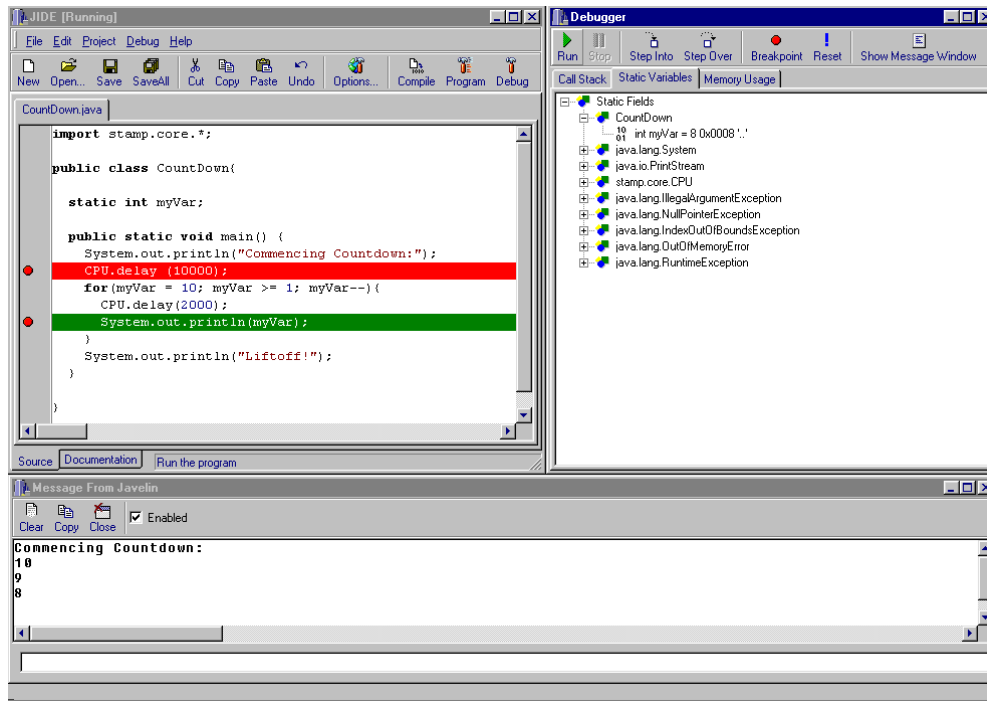 JIDE [Running]
File Edit Project Debug Help
New Open... Save SaveAll Cut Copy Paste Undo Options... Compile Program Debug
CountDown.java
import stamp.core.*;
public class CountDown{
static int myVar;
public static void main() {
System.out.println("Commencing Countdown:");
CPU.delay (10000);
for(myVar = 10; myVar >= 1; myVar--){
CPU.delay(2000);
System.out.println(myVar);
}
System.out.println("Liftoff!");
}
}
Source Documentation Run the program
Debugger
Run Stop Step Into Step Over Breakpoint Reset Show Message Window
Call Stack Static Variables Memory Usage
Static Fields
CountDown
10 01 int myVar = 8 0x0008 '..'
java.lang.System
java.io.PrintStream
stamp.core.CPU
java.lang.IllegalArgumentException
java.lang.NullPointerException
java.lang.IndexOutOfBoundsException
java.lang.OutOfMemoryError
java.lang.RuntimeException
Message From Javelin
Clear Copy Close Enabled
Commencing Countdown:
10
9
8